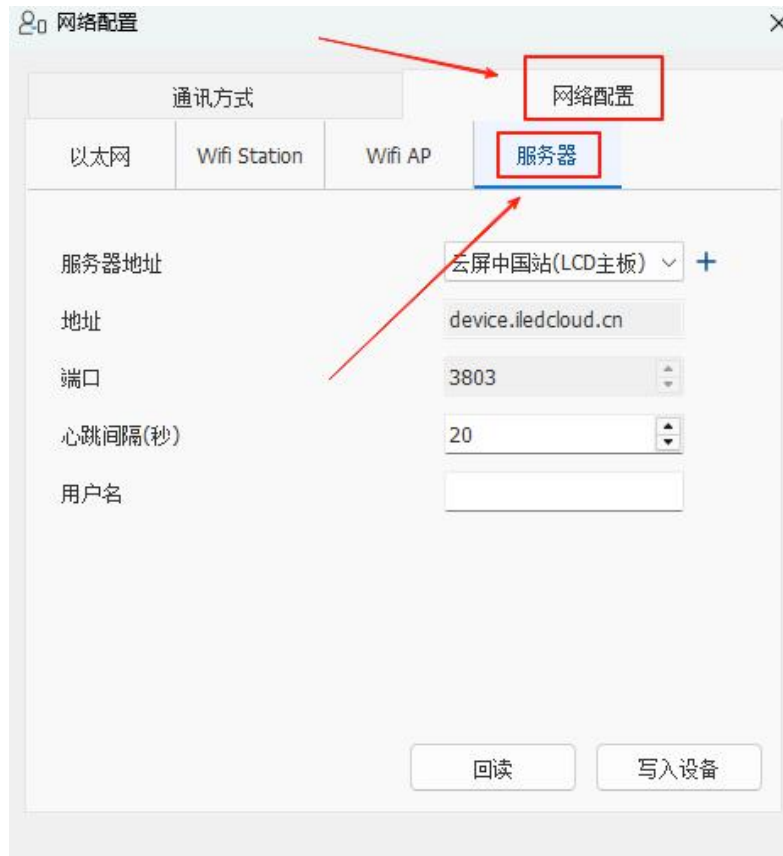 网络配置
通讯方式 网络配置
以太网 Wifi Station Wifi AP 服务器
服务器地址 云屏中国站(LCD主板)
地址 device.iledcloud.cn
端口 3803
心跳间隔(秒) 20
用户名
回读 写入设备